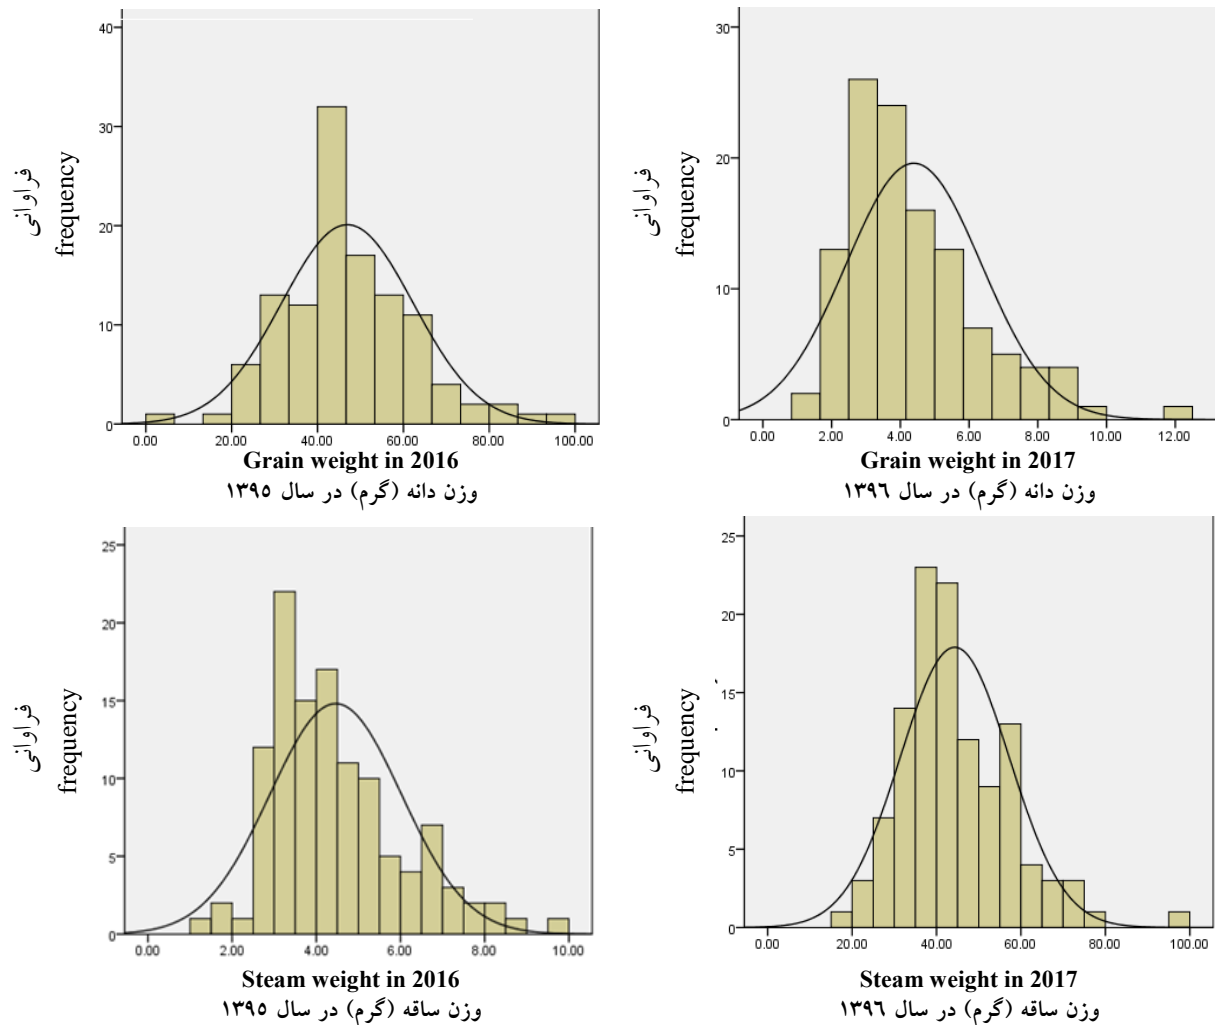 40
30
20
10
0
فراوانی
frequency
0.00 20.00 40.00 60.00 80.00 100.00
Grain weight in 2016
وزن دانه (گرم) در سال ۱۳۹۵
30
20
10
0
فراوانی
frequency
0.00 2.00 4.00 6.00 8.00 10.00 12.00
Grain weight in 2017
وزن دانه (گرم) در سال ۱۳۹۶
25
20
15
10
5
0
فراوانی
frequency
0.00 2.00 4.00 6.00 8.00 10.00
Steam weight in 2016
وزن ساقه (گرم) در سال ۱۳۹۵
25
20
15
10
5
0
فراوانی
frequency
0.00 20.00 40.00 60.00 80.00 100.00
Steam weight in 2017
وزن ساقه (گرم) در سال ۱۳۹۶